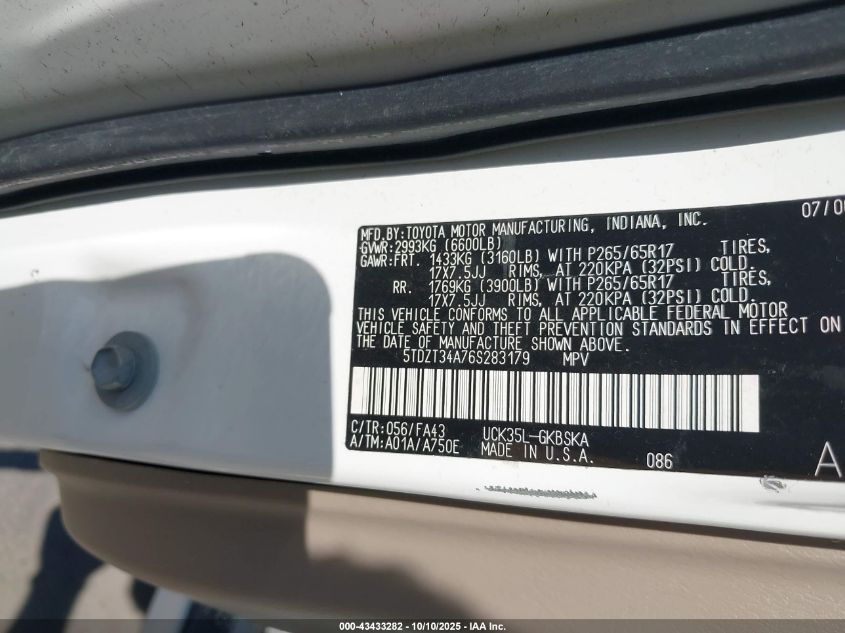 07/0
MFD.BY:TOYOTA MOTOR MANUFACTURING, INDIANA, INC.
GVWR:2993KG (6600LB)
GAWR:FRT. 1433KG (3160LB) WITH P265/65R17 TIRES,
17X7.5JJ RIMS, AT 220KPA (32PSI) COLD.
RR. 1769KG (3900LB) WITH P265/65R17 TIRES,
17X7.5JJ RIMS, AT 220KPA (32PSI) COLD.
THIS VEHICLE CONFORMS TO ALL APPLICABLE FEDERAL MOTOR
VEHICLE SAFETY AND THEFT PREVENTION STANDARDS IN EFFECT ON
THE DATE OF MANUFACTURE SHOWN ABOVE.
5TDZT34A76S283179 MPV
C/TR:056/FA43 UCK35L-GKBSKA
A/TM:A01A/A750E MADE IN U.S.A. 086 A
000-43433282 - 10/10/2025 - IAA Inc.